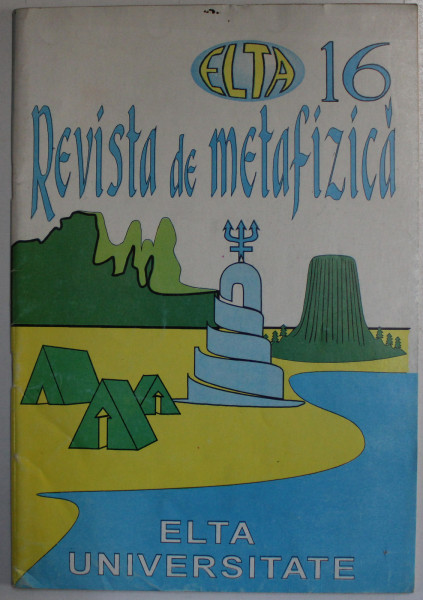 ELTA 16
Revista de metafizică
ELTA
UNIVERSITATE